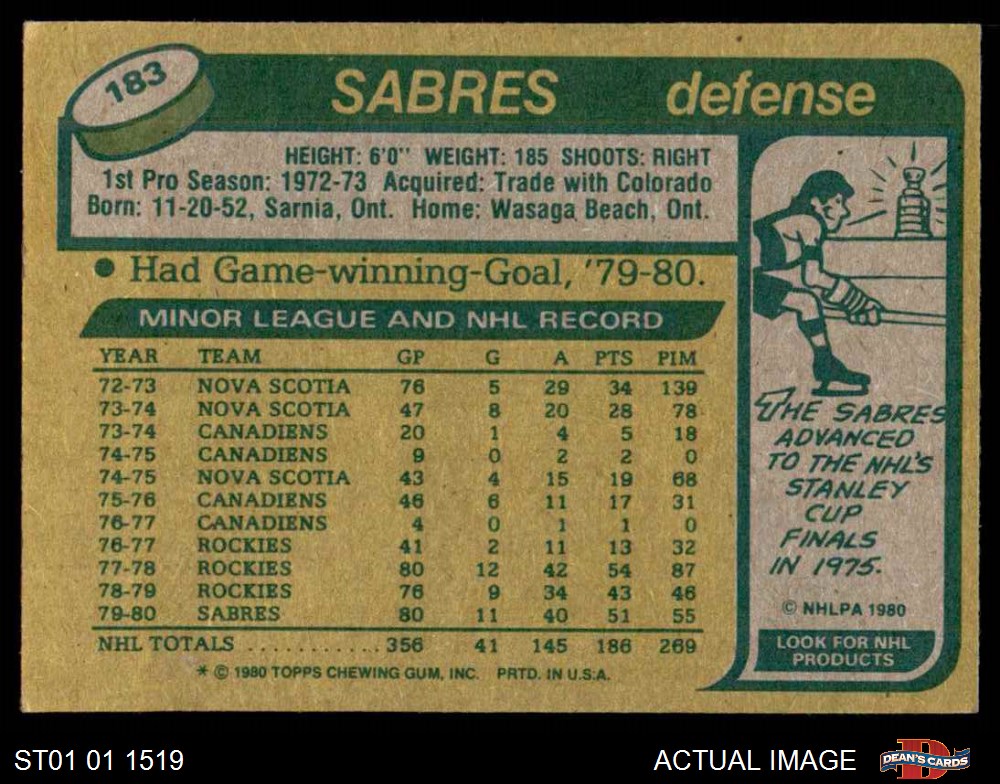 183
SABRES defense
HEIGHT: 6'0" WEIGHT: 185 SHOOTS: RIGHT
1st Pro Season: 1972-73 Acquired: Trade with Colorado
Born: 11-20-52, Sarnia, Ont. Home: Wasaga Beach, Ont.
● Had Game-winning-Goal, '79-80.
MINOR LEAGUE AND NHL RECORD
YEAR TEAM GP G A PTS PIM
72-73 NOVA SCOTIA 76 5 29 34 139
73-74 NOVA SCOTIA 47 8 20 28 78
73-74 CANADIENS 20 1 4 5 18
74-75 CANADIENS 9 0 2 2 0
74-75 NOVA SCOTIA 43 4 15 19 68
75-76 CANADIENS 46 6 11 17 31
76-77 CANADIENS 4 0 1 1 0
76-77 ROCKIES 41 2 11 13 32
77-78 ROCKIES 80 12 42 54 87
78-79 ROCKIES 76 9 34 43 46
79-80 SABRES 80 11 40 51 55
NHL TOTALS ............ 356 41 145 186 269
* © 1980 TOPPS CHEWING GUM, INC. PRTD. IN U.S.A.
THE SABRES
ADVANCED
TO THE NHL'S
STANLEY
CUP
FINALS
IN 1975.
© NHLPA 1980
LOOK FOR NHL
PRODUCTS
ST01 01 1519
ACTUAL IMAGE
D
DEAN'S CARDS